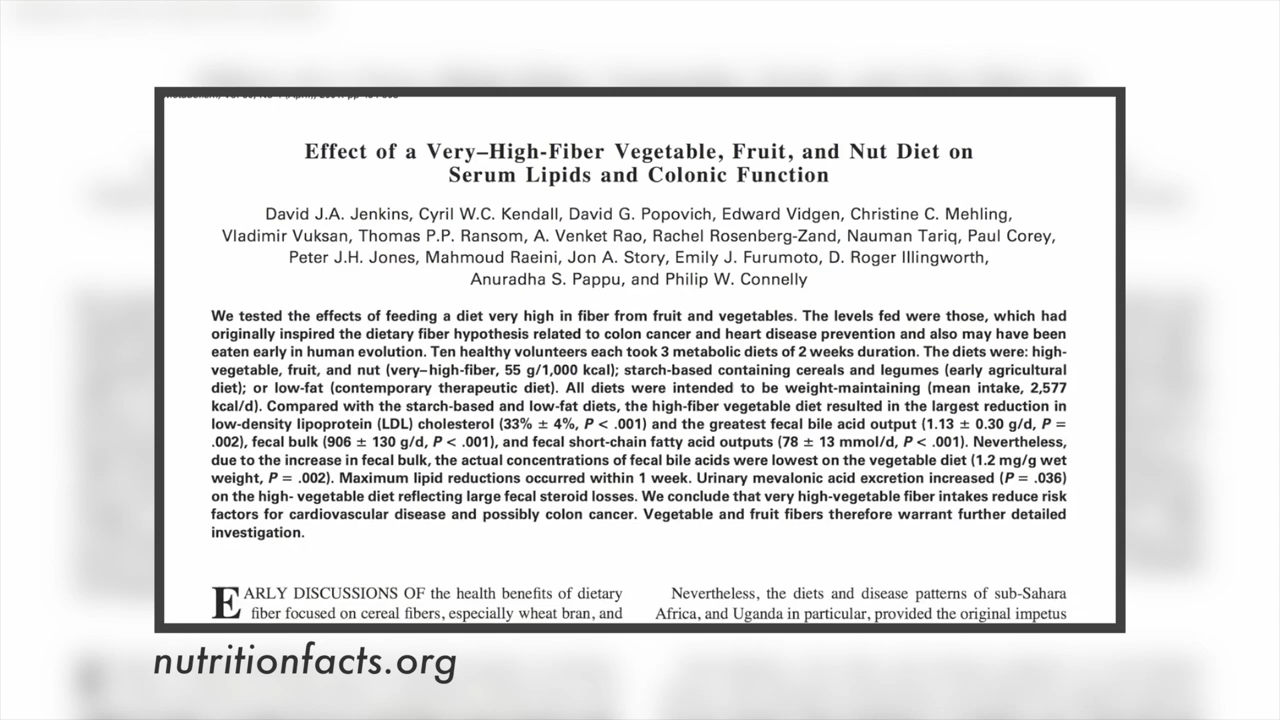 Effect of a Very–High-Fiber Vegetable, Fruit, and Nut Diet on
Serum Lipids and Colonic Function
David J.A. Jenkins, Cyril W.C. Kendall, David G. Popovich, Edward Vidgen, Christine C. Mehling,
Vladimir Vuksan, Thomas P.P. Ransom, A. Venket Rao, Rachel Rosenberg-Zand, Nauman Tariq, Paul Corey,
Peter J.H. Jones, Mahmoud Raeini, Jon A. Story, Emily J. Furumoto, D. Roger Illingworth,
Anuradha S. Pappu, and Philip W. Connelly
We tested the effects of feeding a diet very high in fiber from fruit and vegetables. The levels fed were those, which had
originally inspired the dietary fiber hypothesis related to colon cancer and heart disease prevention and also may have been
eaten early in human evolution. Ten healthy volunteers each took 3 metabolic diets of 2 weeks duration. The diets were: high-
vegetable, fruit, and nut (very–high-fiber, 55 g/1,000 kcal); starch-based containing cereals and legumes (early agricultural
diet); or low-fat (contemporary therapeutic diet). All diets were intended to be weight-maintaining (mean intake, 2,577
kcal/d). Compared with the starch-based and low-fat diets, the high-fiber vegetable diet resulted in the largest reduction in
low-density lipoprotein (LDL) cholesterol (33% ± 4%, P < .001) and the greatest fecal bile acid output (1.13 ± 0.30 g/d, P =
.002), fecal bulk (906 ± 130 g/d, P < .001), and fecal short-chain fatty acid outputs (78 ± 13 mmol/d, P < .001). Nevertheless,
due to the increase in fecal bulk, the actual concentrations of fecal bile acids were lowest on the vegetable diet (1.2 mg/g wet
weight, P = .002). Maximum lipid reductions occurred within 1 week. Urinary mevalonic acid excretion increased (P = .036)
on the high- vegetable diet reflecting large fecal steroid losses. We conclude that very high-vegetable fiber intakes reduce risk
factors for cardiovascular disease and possibly colon cancer. Vegetable and fruit fibers therefore warrant further detailed
investigation.
EARLY DISCUSSIONS OF the health benefits of dietary
fiber focused on cereal fibers, especially wheat bran, and
Nevertheless, the diets and disease patterns of sub-Sahara
Africa, and Uganda in particular, provided the original impetus
nutritionfacts.org